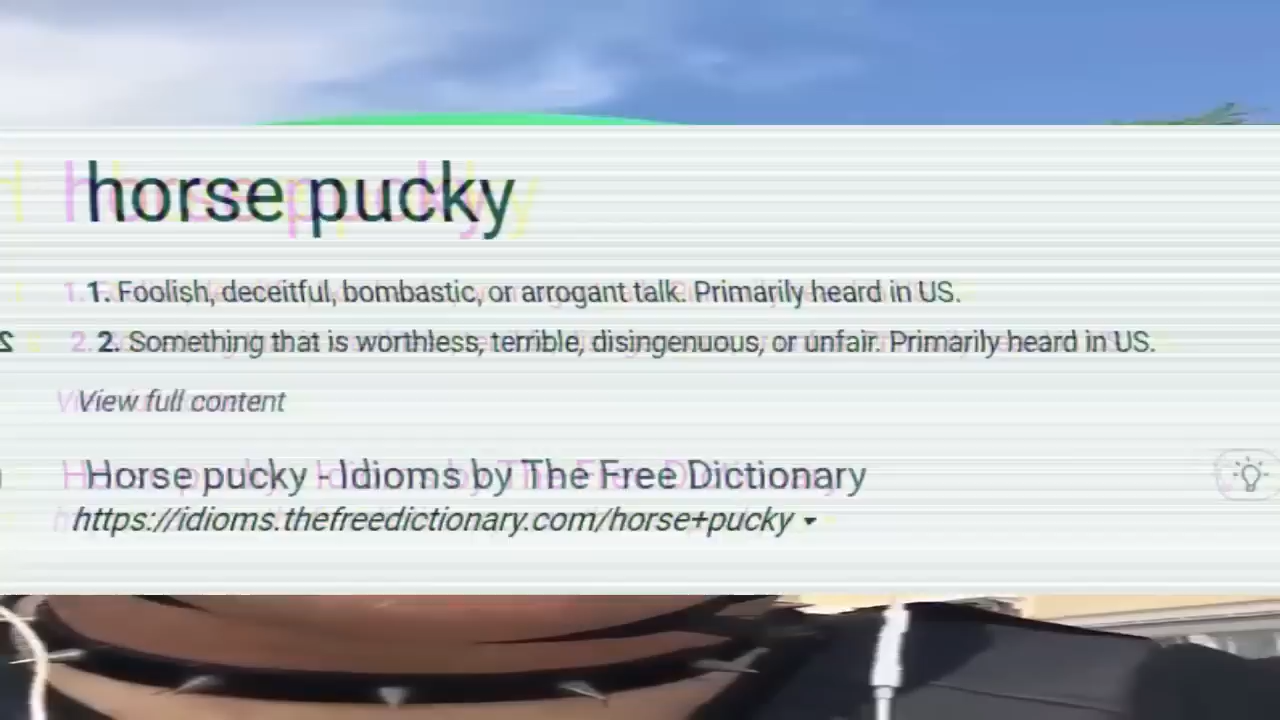 horse pucky
1. Foolish, deceitful, bombastic, or arrogant talk. Primarily heard in US.
2. Something that is worthless, terrible, disingenuous, or unfair. Primarily heard in US.
View full content
Horse pucky - Idioms by The Free Dictionary
https://idioms.thefreedictionary.com/horse+pucky